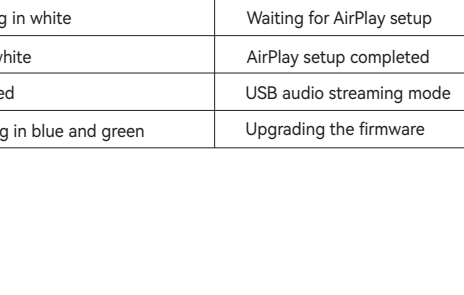 g in white Waiting for AirPlay setup
white AirPlay setup completed
ed USB audio streaming mode
g in blue and green Upgrading the firmware